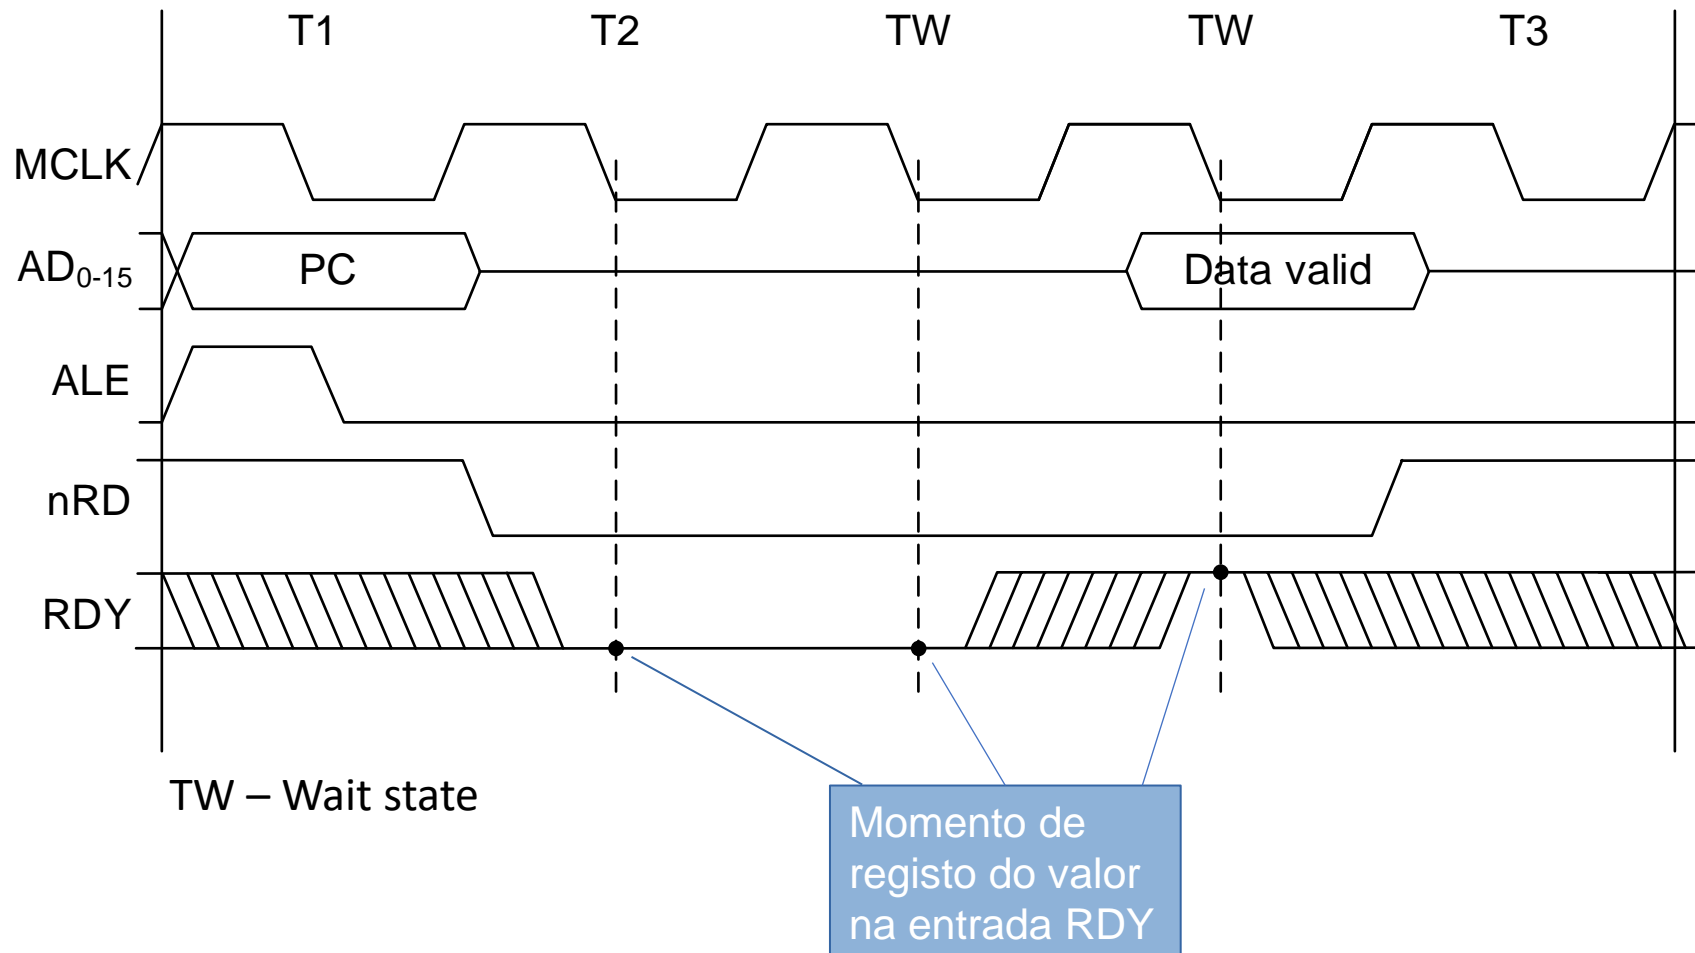 T1 T2 TW TW T3
MCLK
AD0-15 PC Data valid
ALE
nRD
RDY
TW – Wait state
Momento de
registo do valor
na entrada RDY